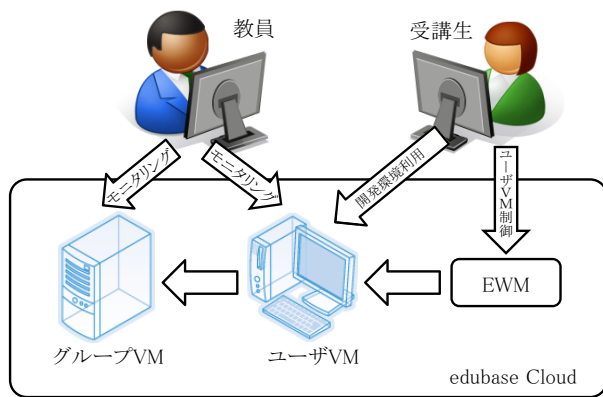 教員
受講生
モニタリング
モニタリング
開発環境利用
ユーザVM制御
EWM
グループVM
ユーザVM
edubase Cloud